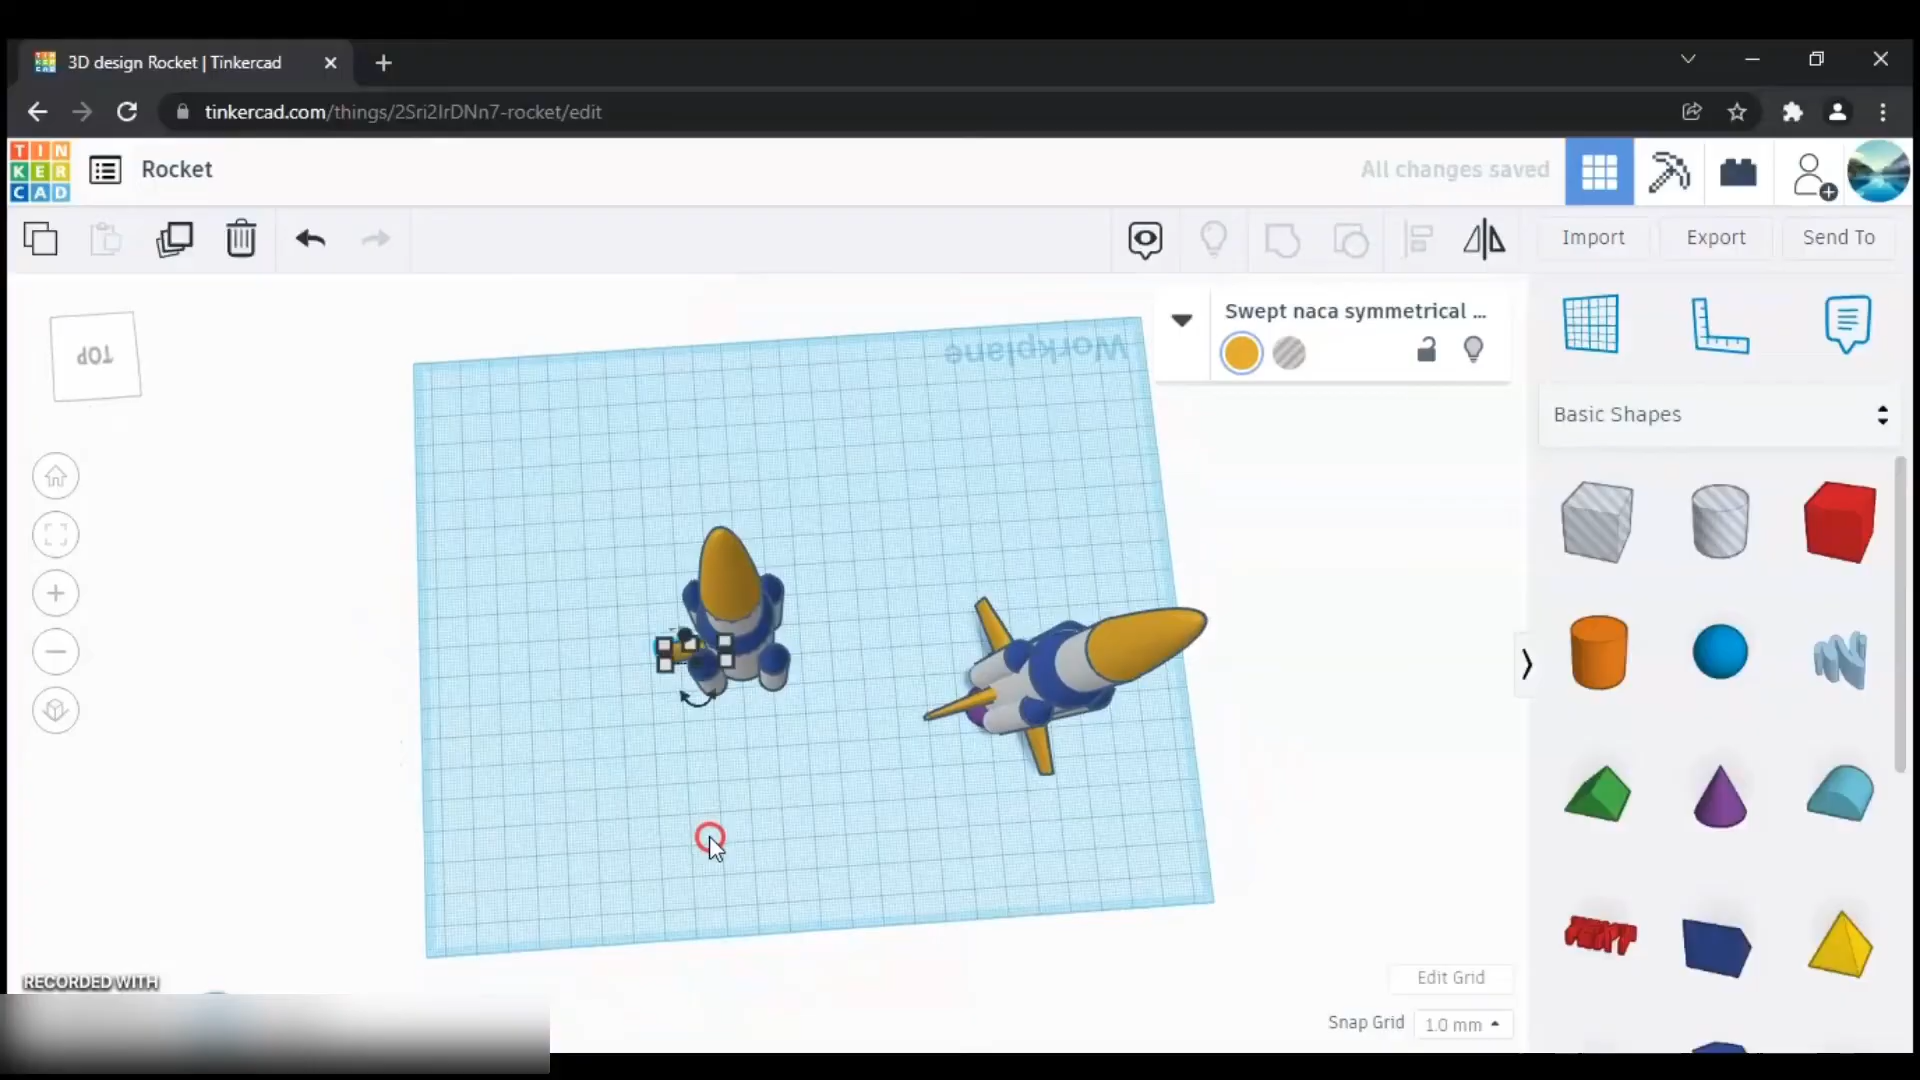 3D design Rocket | Tinkercad
tinkercad.com/things/2Sri2IrDNn7-rocket/edit
TIN
KER
CAD
Rocket
All changes saved
Import
Export
Send To
TOP
Workplane
Swept naca symmetrical ...
Basic Shapes
TEXT
Edit Grid
Snap Grid
1.0 mm
RECORDED WITH